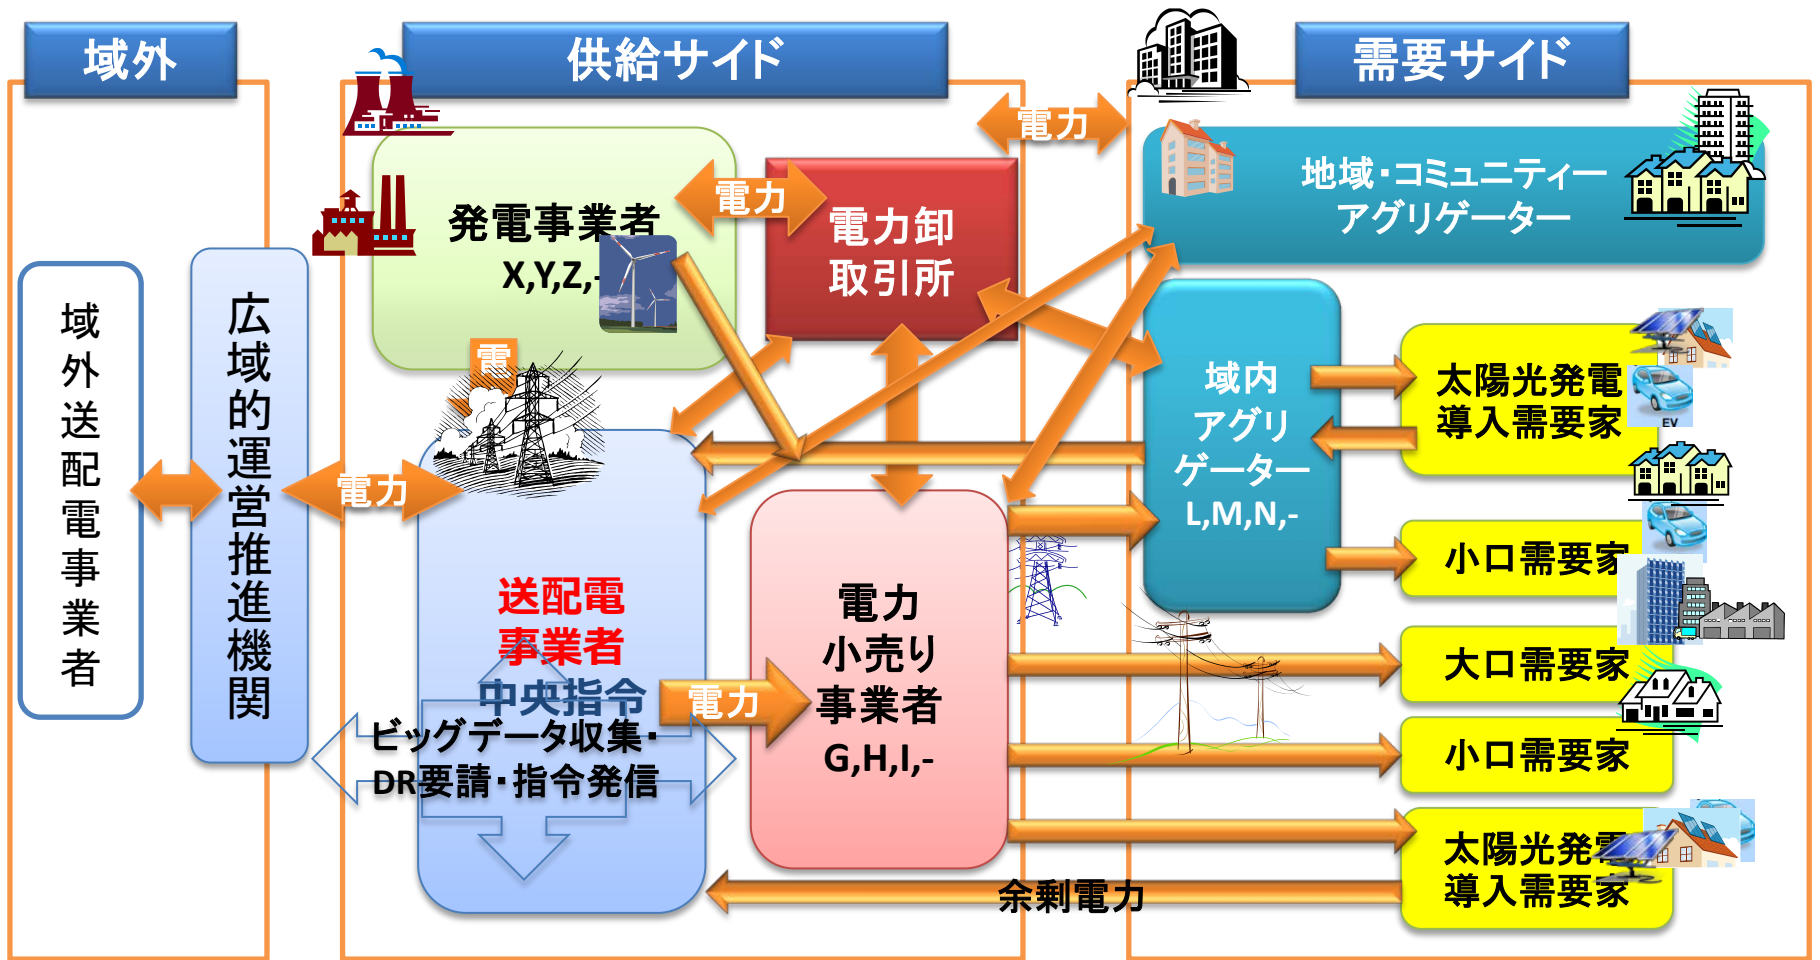 域外
供給サイド
需要サイド
域外送配電事業者
広域的運営推進機関
電力
発電事業者
X,Y,Z,-
電力
電力卸
取引所
電力
電
送配電
事業者
中央指令
ビッグデータ収集・
DR要請・指令発信
電力
電力
小売り
事業者
G,H,I,-
地域・コミュニティー
アグリゲーター
域内
アグリ
ゲーター
L,M,N,-
太陽光発電
導入需要家
EV
小口需要家
大口需要家
小口需要家
太陽光発電
導入需要家
余剰電力